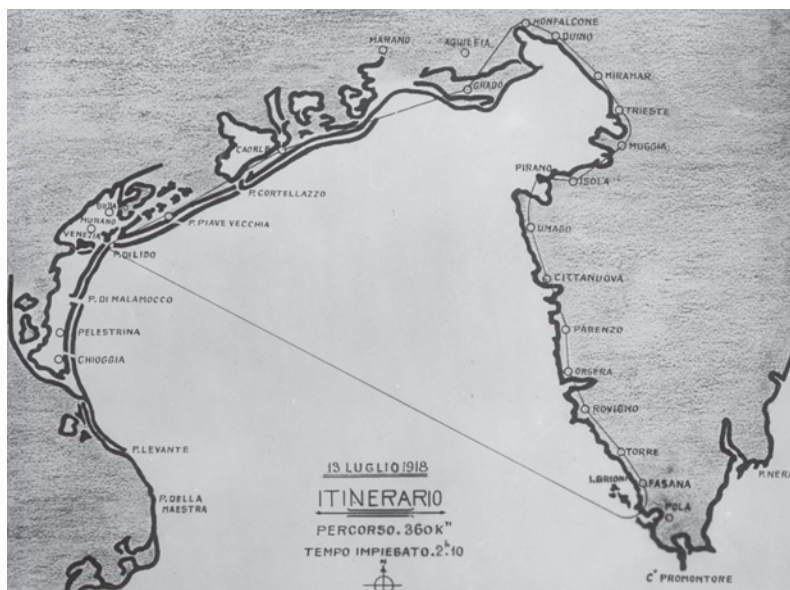 MONFALCONE
DUINO
MARANO
AQUILEIA
MIRAMAR
GRADO
TRIESTE
MUGGIA
CAORLE
PIRANO
ISOLA
P. CORTELLAZZO
BURANO
MURANO
P. PIAVE VECCHIA
VENEZIA
UMAGO
P. DI LIDO
CITTANUOVA
P. DI MALAMOCCO
PELESTRINA
PARENZO
CHIOGGIA
ORSERA
ROVIGNO
P. LEVANTE
TORRE
13 LUGLIO 1918
P. NERA
I. BRIONI
FASANA
P. DELLA
MAESTRA
ITINERARIO
POLA
PERCORSO. 360 K"
TEMPO IMPIEGATO. 2.h 10
C° PROMONTORE